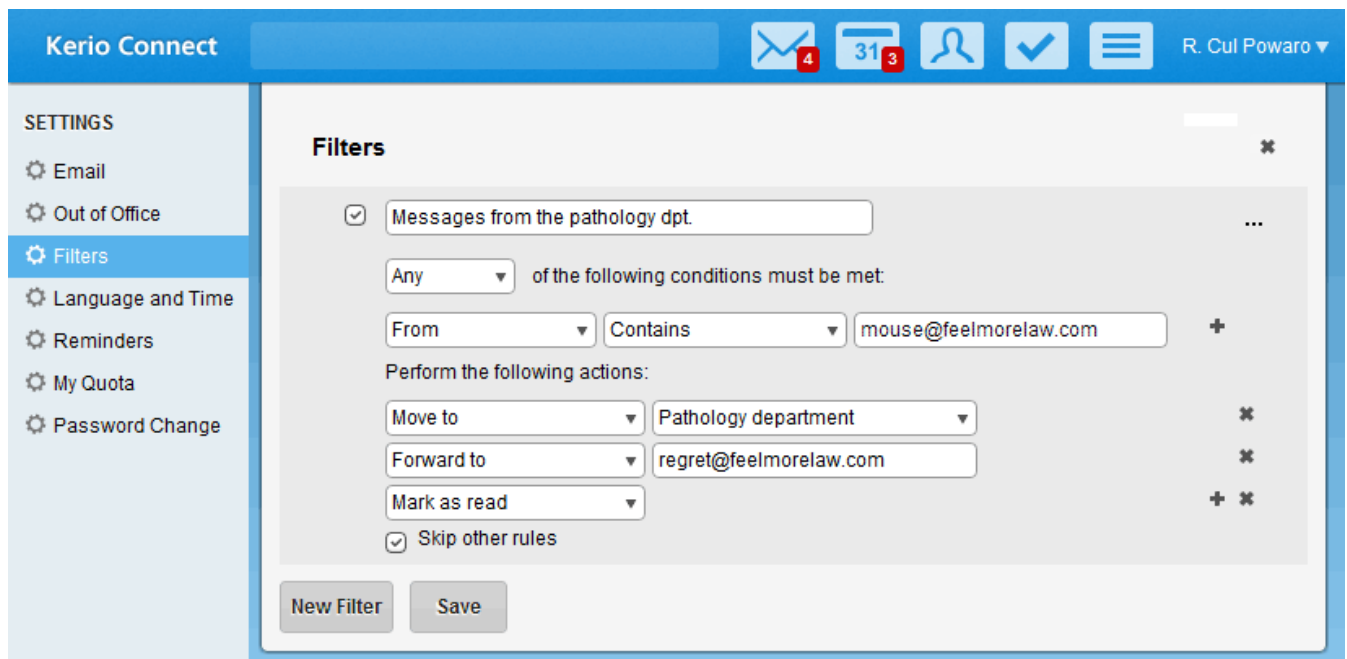 Kerio Connect
4
31
3
R. Cul Powaro
SETTINGS
Email
Out of Office
Filters
Language and Time
Reminders
My Quota
Password Change
Filters
Messages from the pathology dpt.
...
Any of the following conditions must be met:
From Contains mouse@feelmorelaw.com
Perform the following actions:
Move to Pathology department
Forward to regret@feelmorelaw.com
Mark as read
Skip other rules
New Filter Save